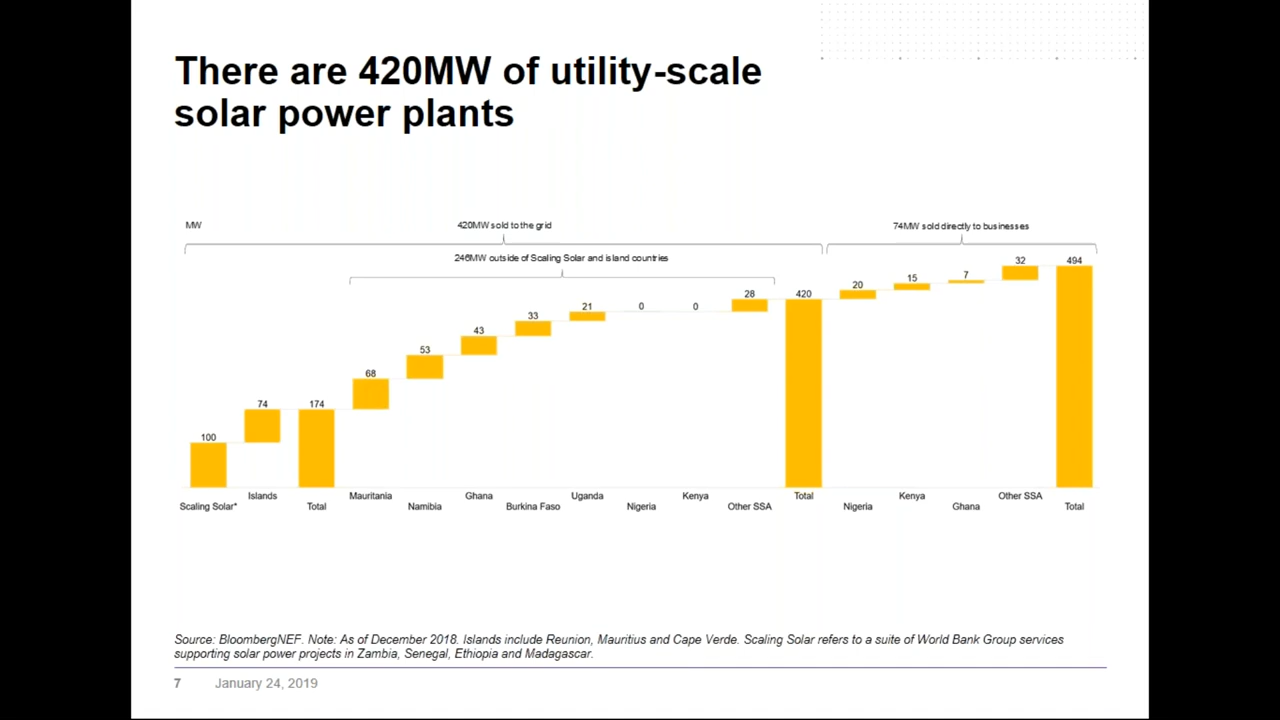 There are 420MW of utility-scale
solar power plants
MW
420MW sold to the grid
74MW sold directly to businesses
246MW outside of Scaling Solar and island countries
100
74
174
68
53
43
33
21
0
0
28
420
20
15
7
32
494
Scaling Solar*
Islands
Total
Mauritania
Namibia
Ghana
Burkina Faso
Uganda
Nigeria
Kenya
Other SSA
Total
Nigeria
Kenya
Ghana
Other SSA
Total
Source: BloombergNEF. Note: As of December 2018. Islands include Reunion, Mauritius and Cape Verde. Scaling Solar refers to a suite of World Bank Group services
supporting solar power projects in Zambia, Senegal, Ethiopia and Madagascar.
7 January 24, 2019